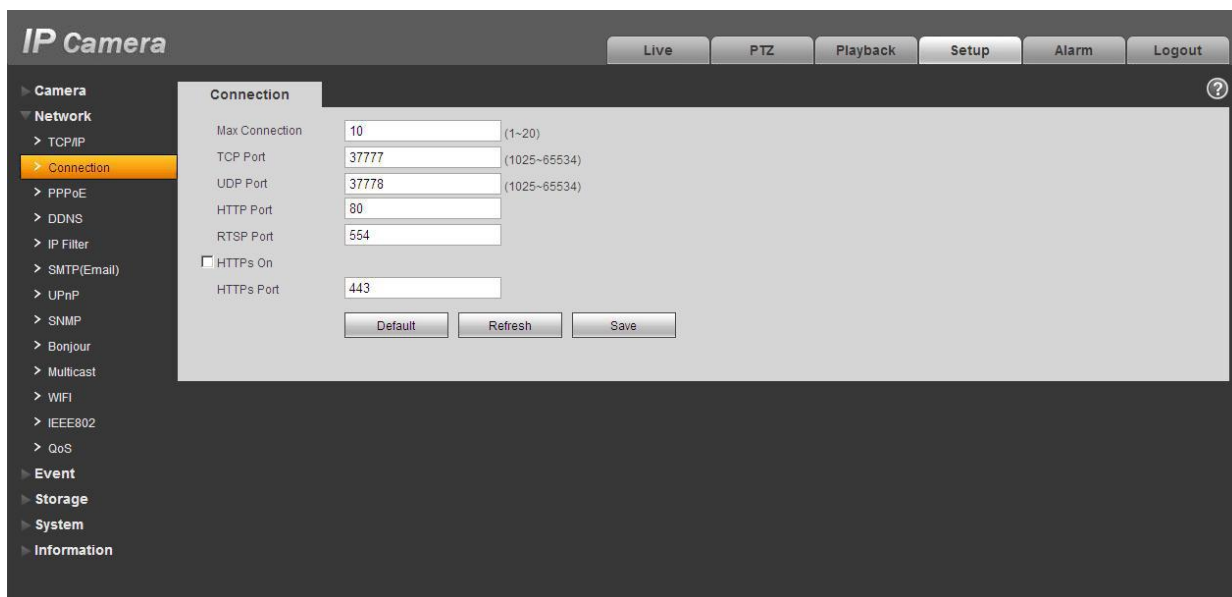 IP Camera
Live PTZ Playback Setup Alarm Logout
Camera
Network
> TCP/IP
> Connection
> PPPoE
> DDNS
> IP Filter
> SMTP(Email)
> UPnP
> SNMP
> Bonjour
> Multicast
> WIFI
> IEEE802
> QoS
Event
Storage
System
Information
Connection ?
Max Connection 10 (1~20)
TCP Port 37777 (1025~65534)
UDP Port 37778 (1025~65534)
HTTP Port 80
RTSP Port 554
HTTPs On
HTTPs Port 443
Default Refresh Save